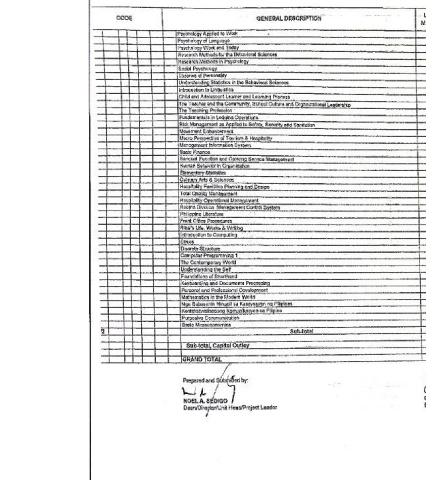 CODE GENERAL DESCRIPTION
Psychology Applied to Work
Psychology of Language
Psychology Work and Today
Research Methods for the Behavioral Sciences
Research Methods in Psychology
Social Psychology
Theories of Personality
Understanding Statistics in the Behavioral Sciences
Introduction to Linguistics
Child and Adolescent Learner and Learning Process
The Teacher and the Community, School Culture and Organizational Leadership
The Teaching Profession
Fundamentals in Lodging Operations
Risk Management as Applied to Safety, Security and Sanitation
Movement Enhancement
Macro Perspective of Tourism & Hospitality
Management Information System
Basic Finance
Banquet Function and Catering Service Management
Human Behavior in Organization
Elementary Statistics
Culinary Arts & Sciences
Hospitality Facilities Planning and Design
Total Quality Management
Hospitality Operational Management
Rooms Division Management Control System
Philippine Literature
Front Office Procedures
Rizal's Life, Works & Writing
Introduction to Computing
Ethics
Discrete Structure
Computer Programming 1
The Contemporary World
Understanding the Self
Foundations of Shorthand
Keyboarding and Documents Processing
Personal and Professional Development
Mathematics in the Modern World
Mga Babasahin Hinggil sa Kasaysayan ng Pilipinas
Kontekstwalisadong Komunikasyon sa Filipino
Purposive Communication
Basic Microeconomics
Sub-total
Sub-total, Capital Outlay
GRAND TOTAL
Prepared and Submitted by:
NOEL A. SEDIGO
Dean/Director/Unit Head/Project Leader